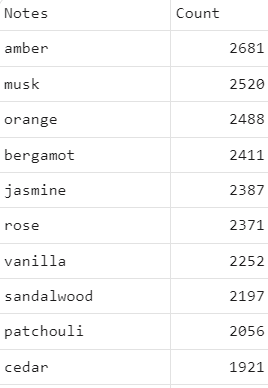 Notes Count
amber 2681
musk 2520
orange 2488
bergamot 2411
jasmine 2387
rose 2371
vanilla 2252
sandalwood 2197
patchouli 2056
cedar 1921